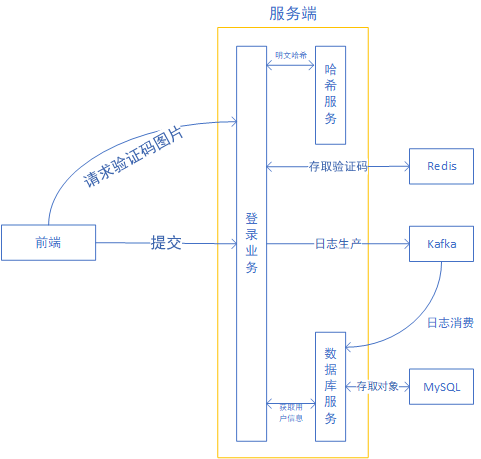 服务端
明文哈希
哈希服务
请求验证码图片
存取验证码
Redis
登录业务
前端
提交
日志生产
Kafka
日志消费
数据库服务
存取对象
MySQL
获取用
户信息